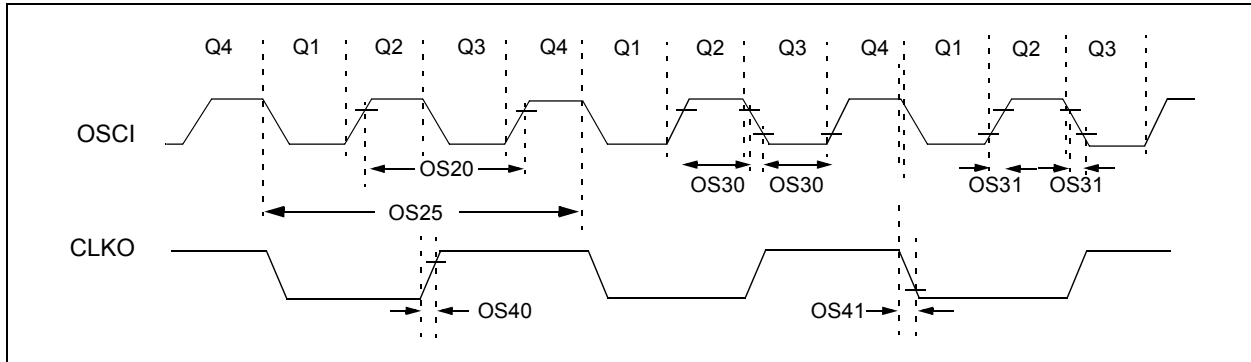 Q4 Q1 Q2 Q3 Q4 Q1 Q2 Q3 Q4 Q1 Q2 Q3
OSCI
OS20
OS30 OS30
OS31 OS31
OS25
CLKO
OS40
OS41